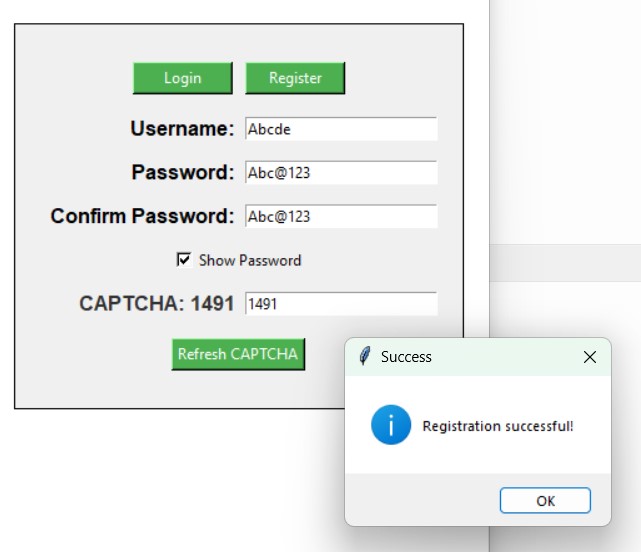 Login Register
Username: Abcde
Password: Abc@123
Confirm Password: Abc@123
Show Password
CAPTCHA: 1491 1491
Refresh CAPTCHA
Success
Registration successful!
OK